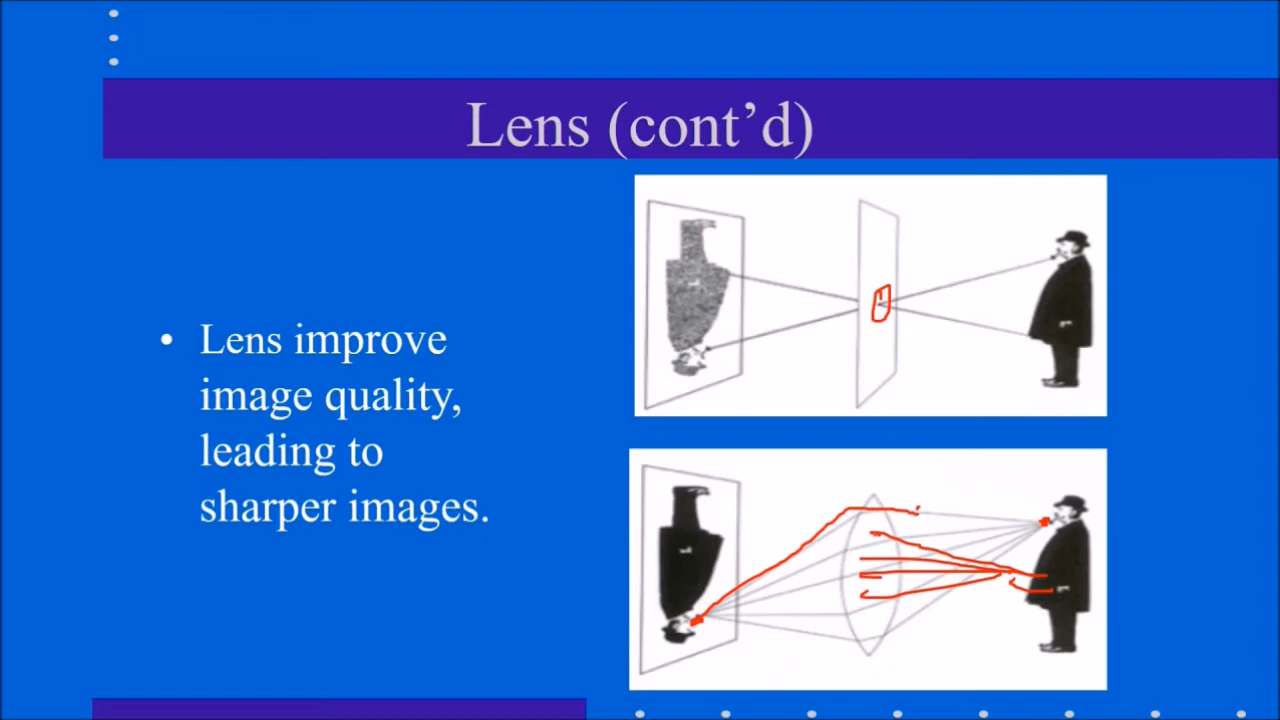 Lens (cont’d)
• Lens improve
image quality,
leading to
sharper images.